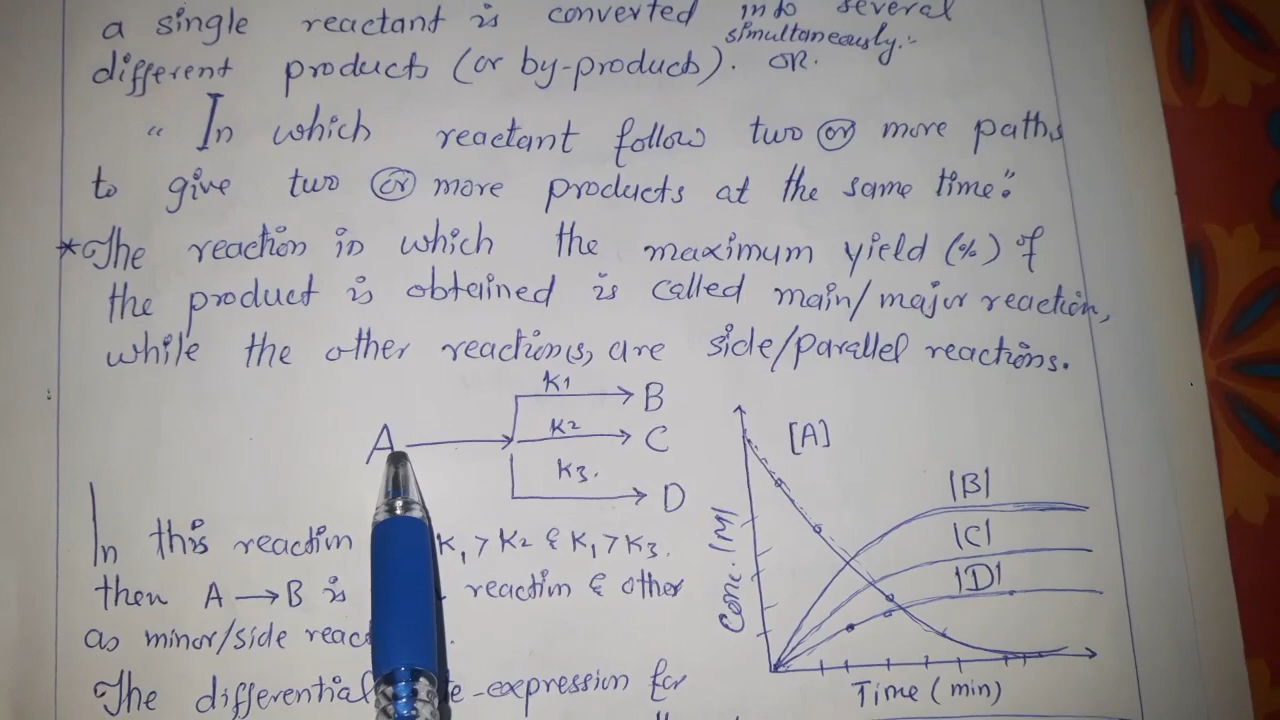 a single reactant is converted into several
simultaneously.
different products (or by-products). OR.
" In which reactant follow two or more paths
to give two or more products at the same time."
*The reaction in which the maximum yield (%) of
the product is obtained is called main/major reaction,
while the other reaction(s) are side/parallel reactions.
K1
B
A
K2
C
K3.
D
[A]
|B|
|C|
|D|
Conc. |M|
Time (min)
In this reaction K1 > K2 & K1 > K3.
then A → B is reaction & other
as minor/side
The differential -expression for